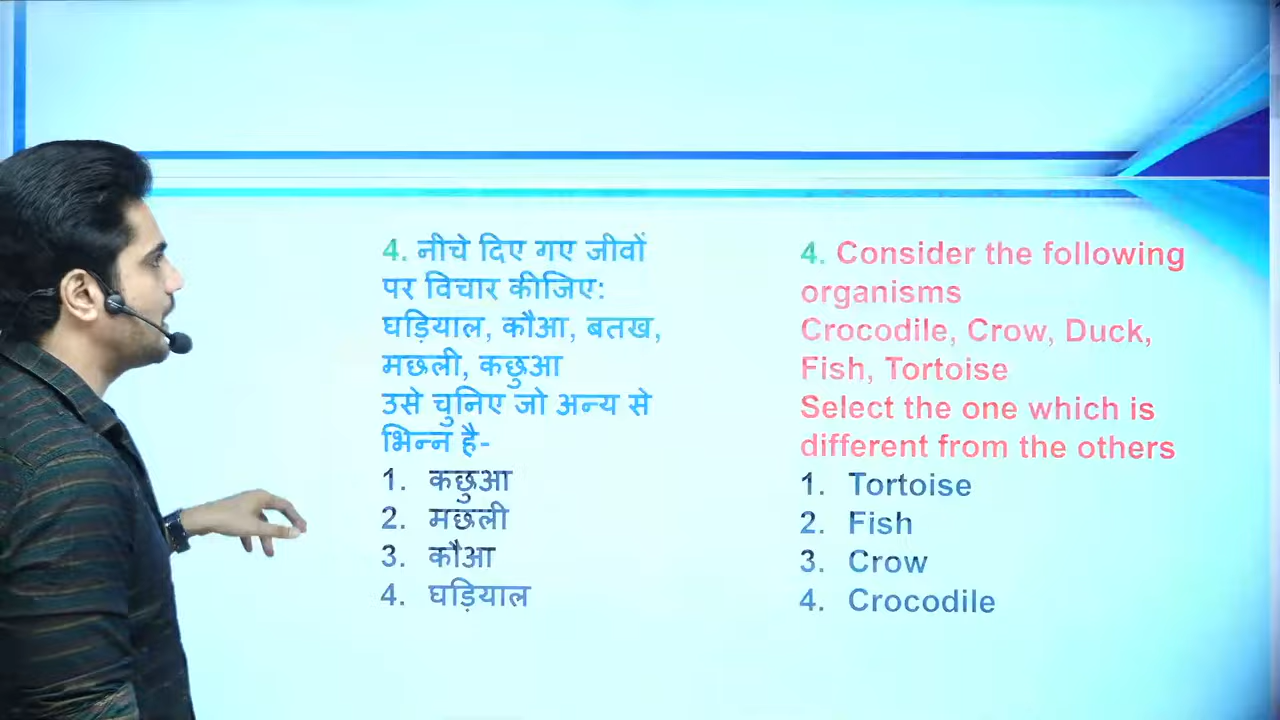 4. नीचे दिए गए जीवों
पर विचार कीजिए:
घड़ियाल, कौआ, बतख,
मछली, कछुआ
उसे चुनिए जो अन्य से
भिन्न है-
1. कछुआ
2. मछली
3. कौआ
4. घड़ियाल
4. Consider the following
organisms
Crocodile, Crow, Duck,
Fish, Tortoise
Select the one which is
different from the others
1. Tortoise
2. Fish
3. Crow
4. Crocodile